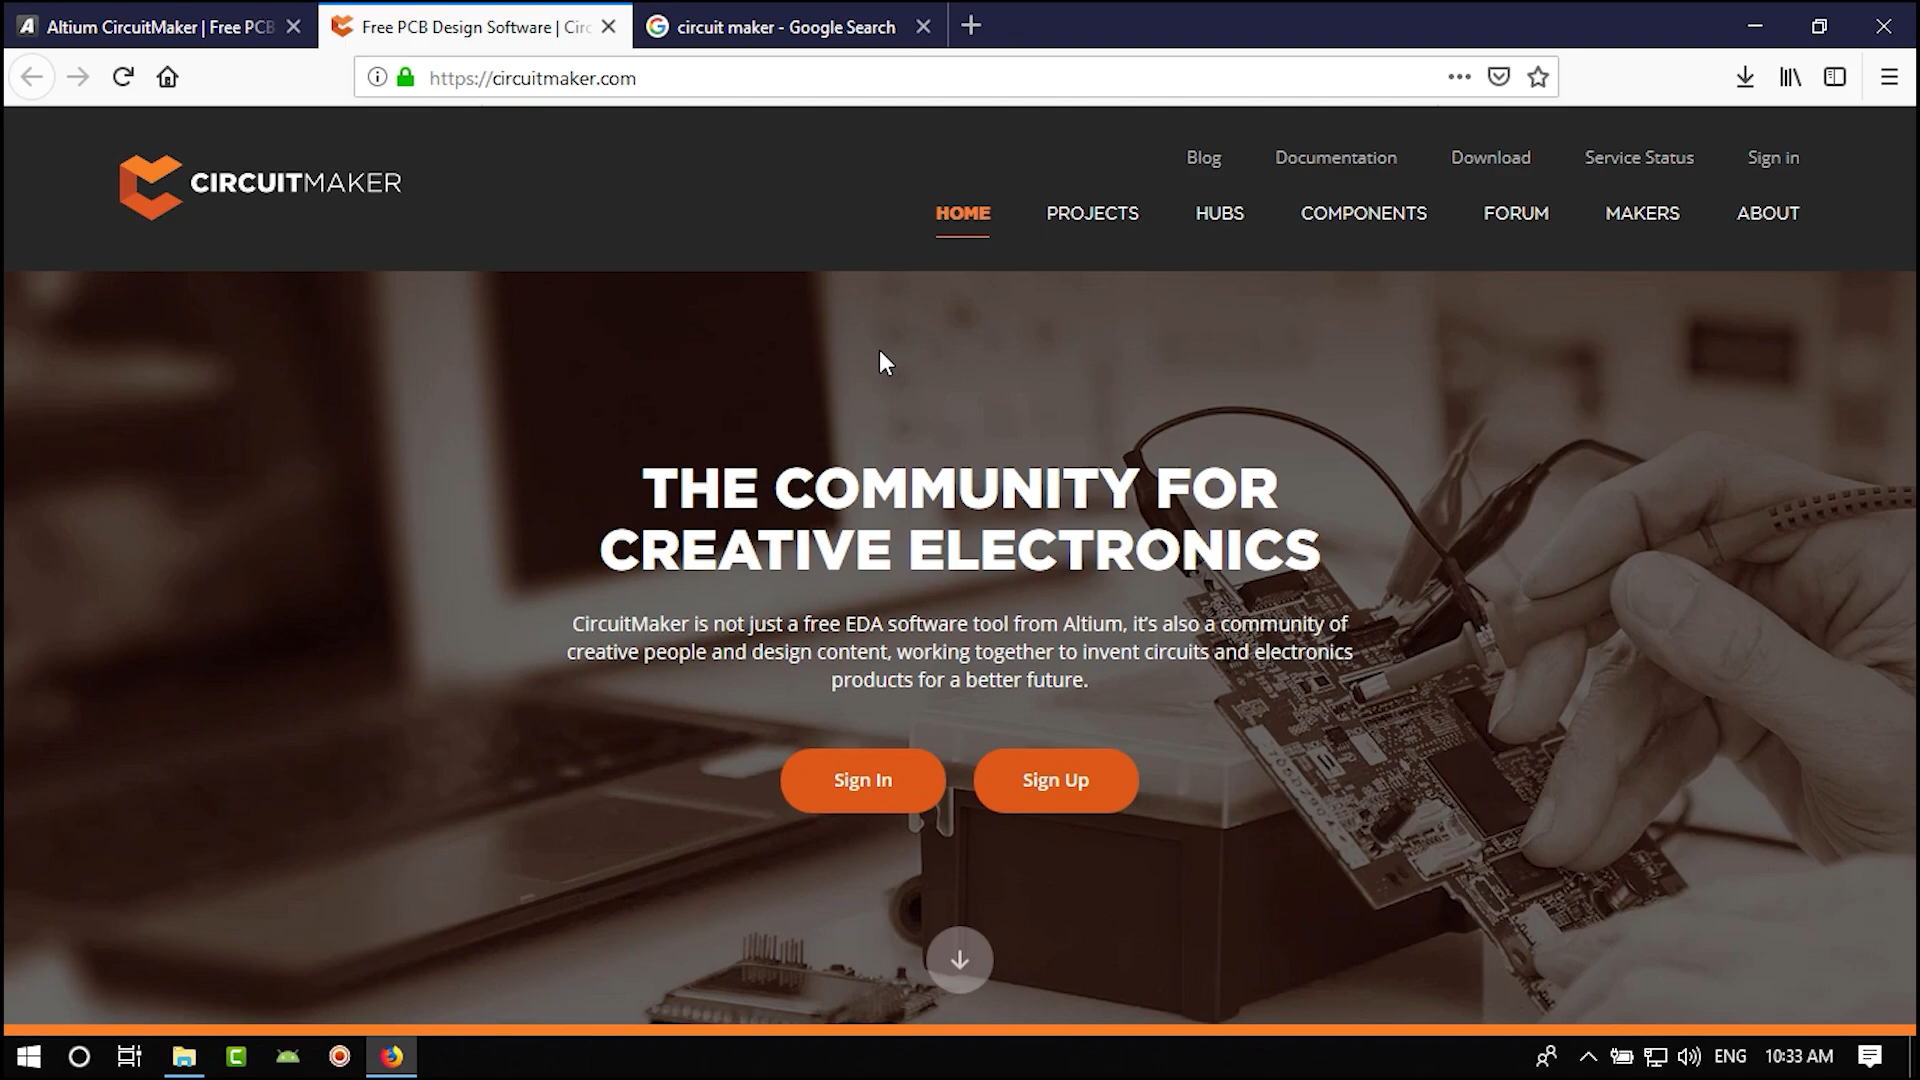 Altium CircuitMaker | Free PCB
Free PCB Design Software | Circ
circuit maker - Google Search
https://circuitmaker.com
CIRCUITMAKER
Blog
Documentation
Download
Service Status
Sign in
HOME
PROJECTS
HUBS
COMPONENTS
FORUM
MAKERS
ABOUT
THE COMMUNITY FOR
CREATIVE ELECTRONICS
CircuitMaker is not just a free EDA software tool from Altium, it's also a community of
creative people and design content, working together to invent circuits and electronics
products for a better future.
Sign In
Sign Up
ENG
10:33 AM